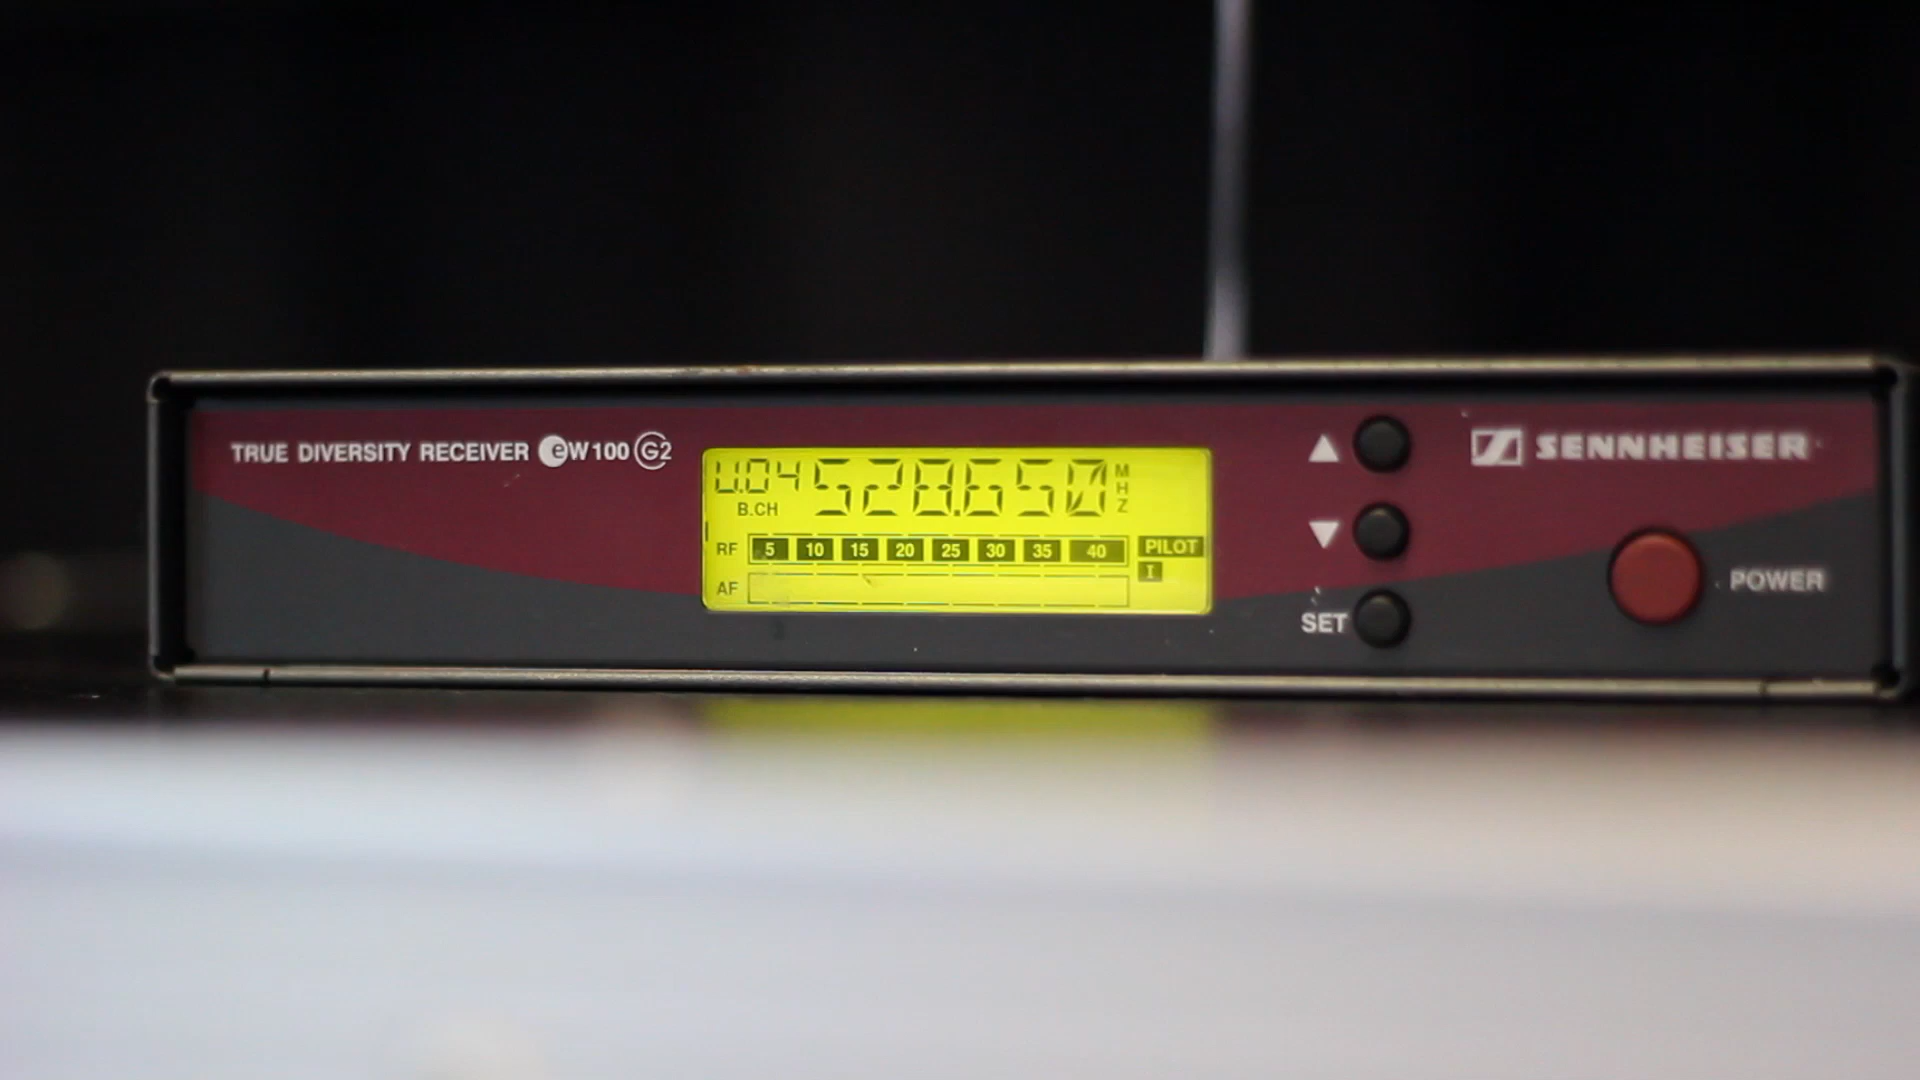 TRUE DIVERSITY RECEIVER ew100 G2
SENNHEISER
U.04 528.650 MHZ
B.CH
RF 5 10 15 20 25 30 35 40 PILOT
I
AF
SET
POWER